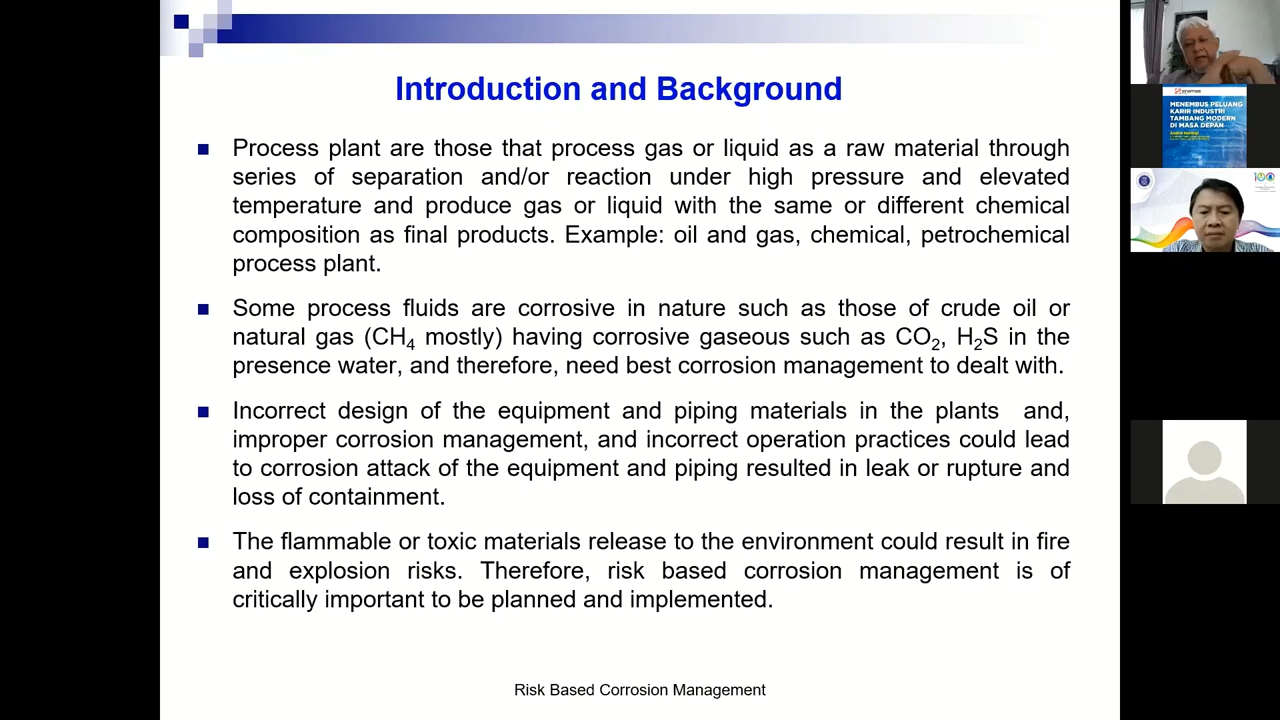 Introduction and Background
Process plant are those that process gas or liquid as a raw material through
series of separation and/or reaction under high pressure and elevated
temperature and produce gas or liquid with the same or different chemical
composition as final products. Example: oil and gas, chemical, petrochemical
process plant.
Some process fluids are corrosive in nature such as those of crude oil or
natural gas (CH4 mostly) having corrosive gaseous such as CO2, H2S in the
presence water, and therefore, need best corrosion management to dealt with.
Incorrect design of the equipment and piping materials in the plants and,
improper corrosion management, and incorrect operation practices could lead
to corrosion attack of the equipment and piping resulted in leak or rupture and
loss of containment.
The flammable or toxic materials release to the environment could result in fire
and explosion risks. Therefore, risk based corrosion management is of
critically important to be planned and implemented.
Risk Based Corrosion Management
sinarmas
MENEMBUS PELUANG
KARIR INDUSTRI
TAMBANG MODERN
DI MASA DEPAN